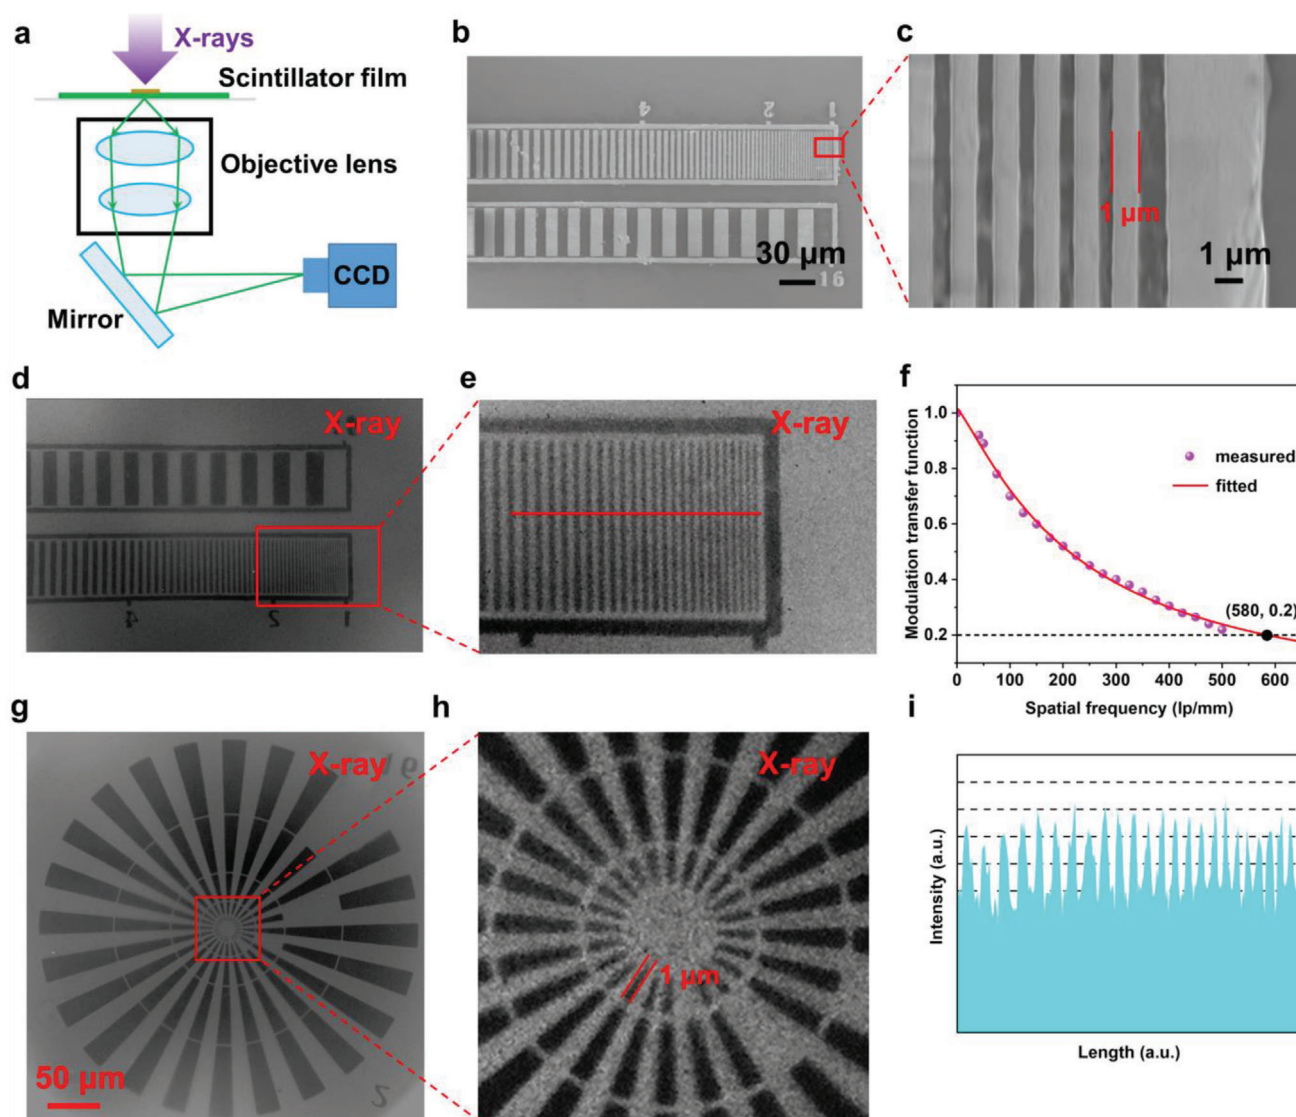 a
X-rays
Scintillator film
Objective lens
CCD
Mirror
b
4
2
1
30 µm
16
c
1 µm
1 µm
d
X-ray
4
2
1
e
X-ray
f
Modulation transfer function
1.0
0.8
0.6
0.4
0.2
measured
fitted
(580, 0.2)
0 100 200 300 400 500 600
Spatial frequency (lp/mm)
g
X-ray
16
50 µm
2
h
X-ray
1 µm
i
Intensity (a.u.)
Length (a.u.)